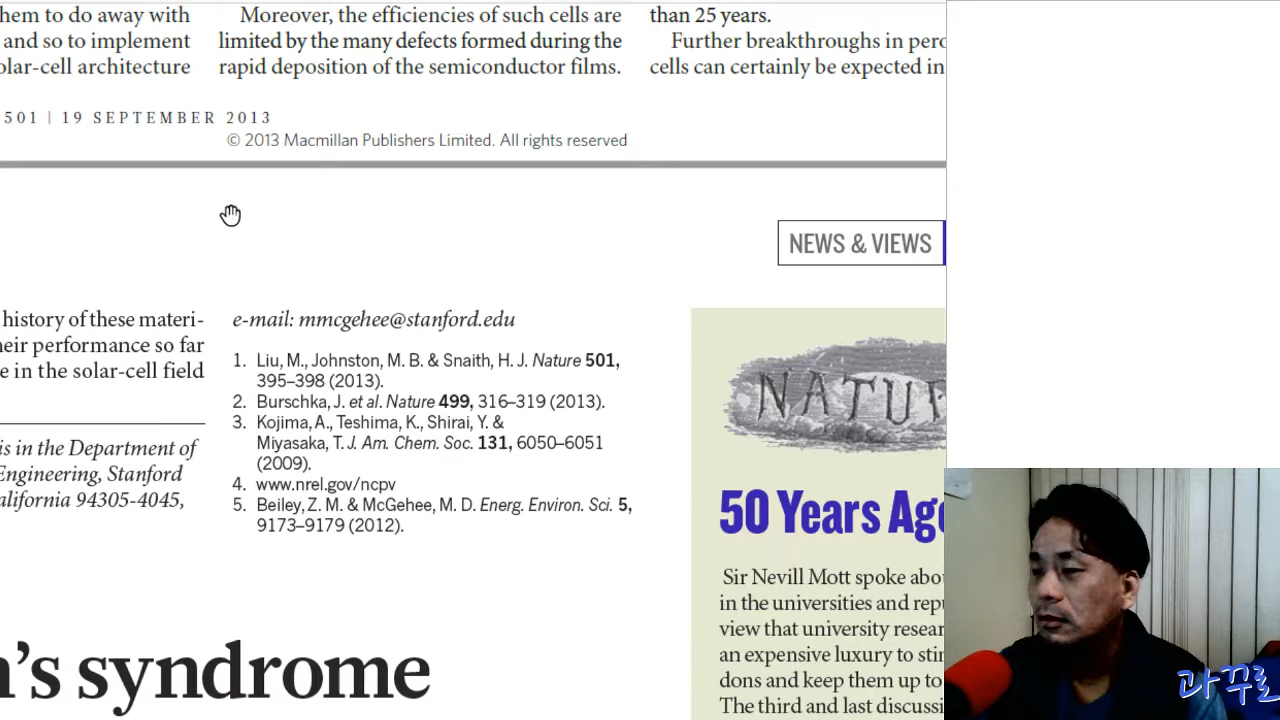 hem to do away with
and so to implement
olar-cell architecture
Moreover, the efficiencies of such cells are
limited by the many defects formed during the
rapid deposition of the semiconductor films.
than 25 years.
Further breakthroughs in pero
cells can certainly be expected in
501 | 19 SEPTEMBER 2013
© 2013 Macmillan Publishers Limited. All rights reserved
NEWS & VIEWS
history of these materi-
heir performance so far
e in the solar-cell field
is in the Department of
Engineering, Stanford
alifornia 94305-4045,
e-mail: mmcgehee@stanford.edu
1. Liu, M., Johnston, M. B. & Snaith, H. J. Nature 501,
395–398 (2013).
2. Burschka, J. et al. Nature 499, 316–319 (2013).
3. Kojima, A., Teshima, K., Shirai, Y. &
Miyasaka, T. J. Am. Chem. Soc. 131, 6050–6051
(2009).
4. www.nrel.gov/ncpv
5. Beiley, Z. M. & McGehee, M. D. Energ. Environ. Sci. 5,
9173–9179 (2012).
n's syndrome
NATUR
50 Years Ago
Sir Nevill Mott spoke abou
in the universities and repu
view that university resear
an expensive luxury to stin
dons and keep them up to
The third and last discussi
과꾸로